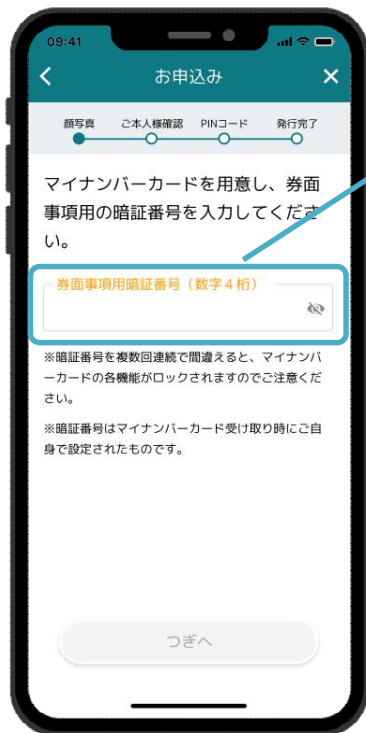 09:41
お申込み
顔写真 ご本人様確認 PINコード 発行完了
マイナンバーカードを用意し、券面
事項用の暗証番号を入力してくださ
い。
券面事項用暗証番号（数字４桁）
※暗証番号を複数回連続で間違えると、マイナンバ
ーカードの各機能がロックされますのでご注意くだ
さい。
※暗証番号はマイナンバーカード受け取り時にご自
身で設定されたものです。
つぎへ